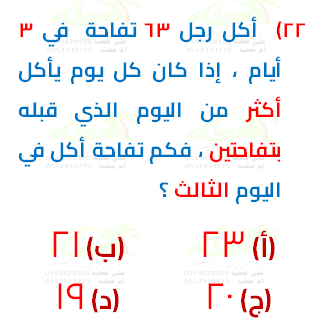 ٢٢) أكل رجل ٦٣ تفاحة في ٣
أيام ، إذا كان كل يوم يأكل
أكثر من اليوم الذي قبله
بتفاحتين ، فكم تفاحة أكل في
اليوم الثالث ؟
(أ) ٢٣ (ب) ٢١
(ج) ٢٠ (د) ١٩